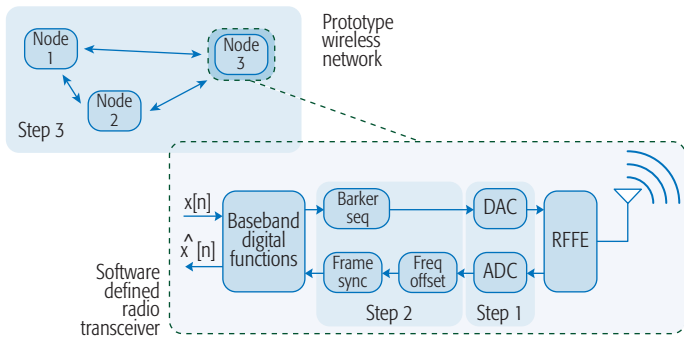 Prototype
wireless
network
Node
1
Node
2
Node
3
Step 3
x[n]
x^[n]
Baseband
digital
functions
Barker
seq
Frame
sync
Freq
offset
Step 2
DAC
ADC
Step 1
RFFE
Software
defined
radio
transceiver